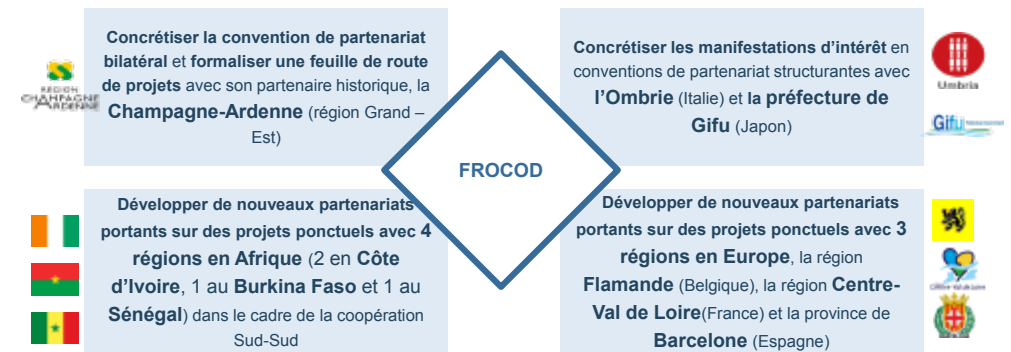 Concrétiser la convention de partenariat
bilatéral et formaliser une feuille de route
de projets avec son partenaire historique, la
Champagne-Ardenne (région Grand –
Est)
REGION
CHAMPAGNE
ARDENNE
Concrétiser les manifestations d’intérêt en
conventions de partenariat structurantes avec
l’Ombrie (Italie) et la préfecture de
Gifu (Japon)
Umbria
Gifu
FROCOD
Développer de nouveaux partenariats
portants sur des projets ponctuels avec 4
régions en Afrique (2 en Côte
d’Ivoire, 1 au Burkina Faso et 1 au
Sénégal) dans le cadre de la coopération
Sud-Sud
Développer de nouveaux partenariats
portants sur des projets ponctuels avec 3
régions en Europe, la région
Flamande (Belgique), la région Centre-
Val de Loire(France) et la province de
Barcelone (Espagne)